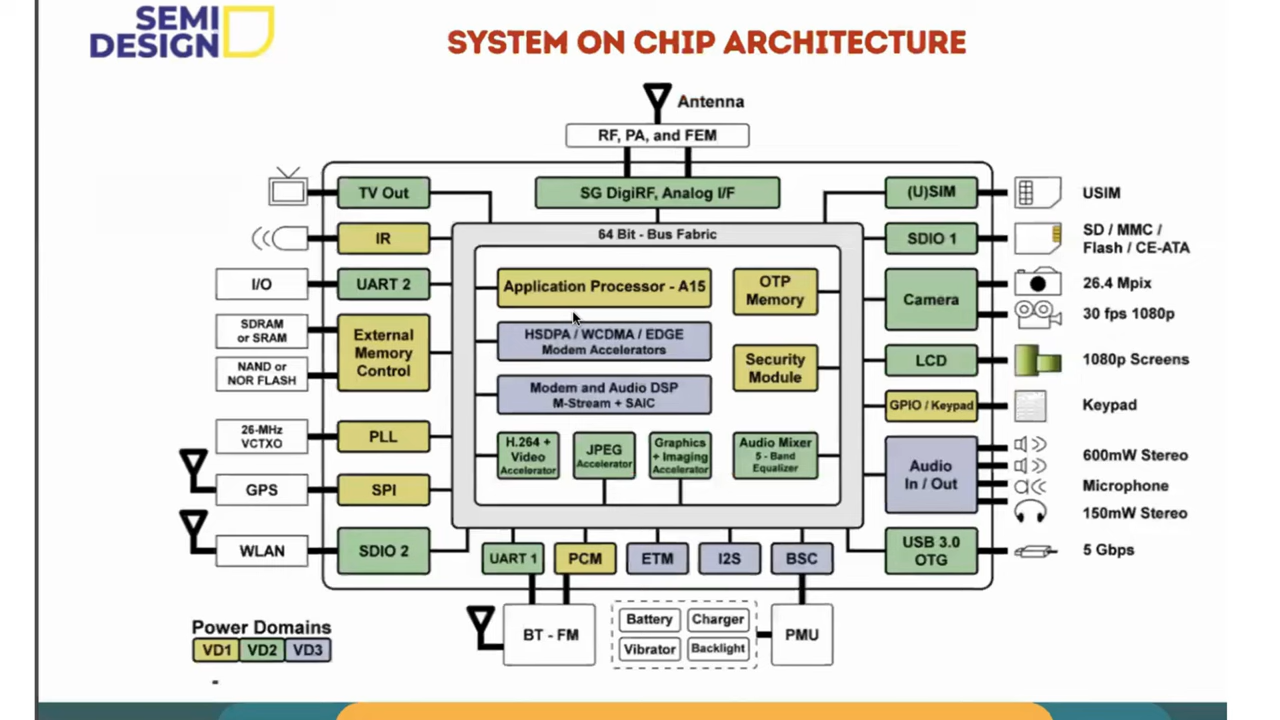 SEMI
DESIGN
SYSTEM ON CHIP ARCHITECTURE
Antenna
RF, PA, and FEM
TV Out
SG DigiRF, Analog I/F
(U)SIM
USIM
IR
64 Bit - Bus Fabric
SDIO 1
SD / MMC /
Flash / CE-ATA
I/O
UART 2
Application Processor - A15
OTP
Memory
Camera
26.4 Mpix
30 fps 1080p
SDRAM
or SRAM
NAND or
NOR FLASH
External
Memory
Control
HSDPA / WCDMA / EDGE
Modem Accelerators
Security
Module
LCD
1080p Screens
Modem and Audio DSP
M-Stream + SAIC
GPIO / Keypad
Keypad
26-MHz
VCTXO
PLL
H.264 +
Video
Accelerator
JPEG
Accelerator
Graphics
+ Imaging
Accelerator
Audio Mixer
5 - Band
Equalizer
Audio
In / Out
600mW Stereo
Microphone
150mW Stereo
GPS
SPI
WLAN
SDIO 2
UART 1
PCM
ETM
I2S
BSC
USB 3.0
OTG
5 Gbps
BT - FM
Battery
Charger
Vibrator
Backlight
PMU
Power Domains
VD1
VD2
VD3
-